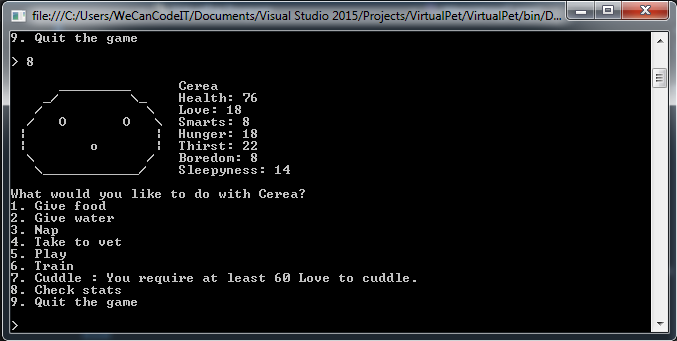 file:///C:/Users/WeCanCodeIT/Documents/Visual Studio 2015/Projects/VirtualPet/VirtualPet/bin/D...
9. Quit the game
> 8
Cerea
Health: 76
Love: 18
Smarts: 8
Hunger: 18
Thirst: 22
Boredom: 8
Sleepyness: 14
What would you like to do with Cerea?
1. Give food
2. Give water
3. Nap
4. Take to vet
5. Play
6. Train
7. Cuddle : You require at least 60 Love to cuddle.
8. Check stats
9. Quit the game
>